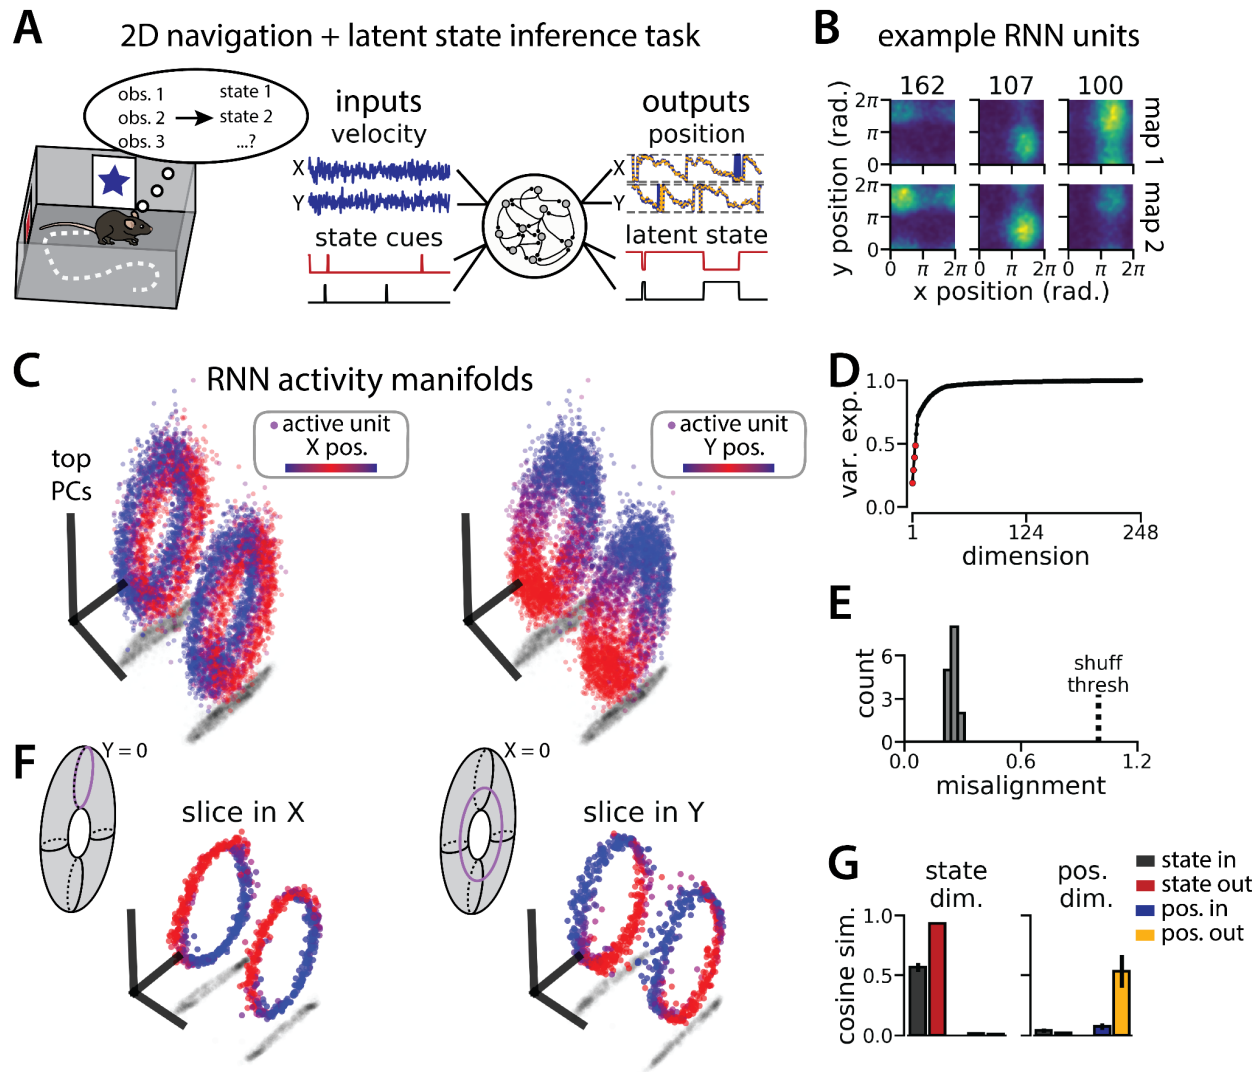 A
2D navigation + latent state inference task
obs. 1
obs. 2
obs. 3
state 1
state 2
...?
inputs
velocity
X
Y
state cues
outputs
position
X
Y
latent state
B
example RNN units
162
107
100
y position (rad.)
2π
π
0
map 1
2π
π
0
map 2
0 π 2π
0 π 2π
0 π 2π
x position (rad.)
C
RNN activity manifolds
active unit
X pos.
active unit
Y pos.
top
PCs
D
var. exp.
1.0
0.5
0.0
1
124
248
dimension
E
count
6
3
0
shuff
thresh
0.0
0.6
1.2
misalignment
F
Y = 0
slice in X
X = 0
slice in Y
G
state
dim.
pos.
dim.
state in
state out
pos. in
pos. out
cosine sim.
1.0
0.5
0.0